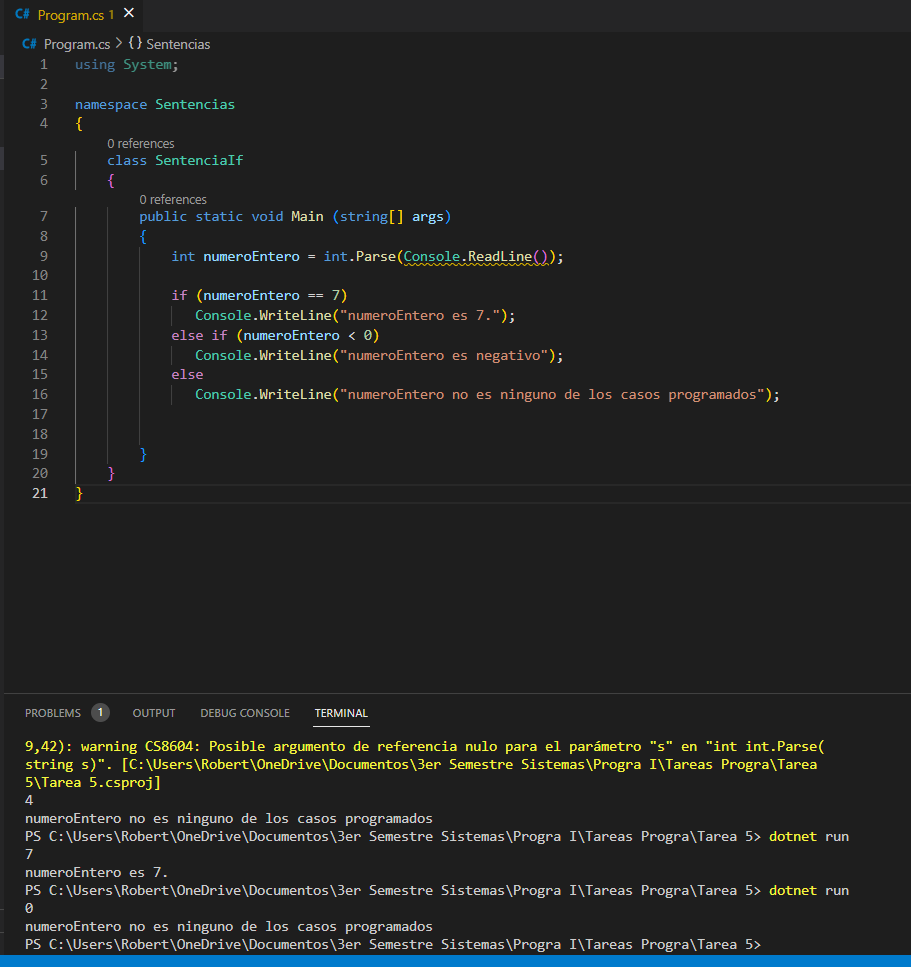 C# Program.cs 1 ×
C# Program.cs > {} Sentencias
1 using System;
2
3 namespace Sentencias
4 {
0 references
5 class SentenciaIf
6 {
0 references
7 public static void Main (string[] args)
8 {
9 int numeroEntero = int.Parse(Console.ReadLine());
10
11 if (numeroEntero == 7)
12 Console.WriteLine("numeroEntero es 7.");
13 else if (numeroEntero < 0)
14 Console.WriteLine("numeroEntero es negativo");
15 else
16 Console.WriteLine("numeroEntero no es ninguno de los casos programados");
17
18
19 }
20 }
21 }
PROBLEMS 1 OUTPUT DEBUG CONSOLE TERMINAL
9,42): warning CS8604: Posible argumento de referencia nulo para el parámetro "s" en "int int.Parse(
string s)". [C:\Users\Robert\OneDrive\Documentos\3er Semestre Sistemas\Progra I\Tareas Progra\Tarea
5\Tarea 5.csproj]
4
numeroEntero no es ninguno de los casos programados
PS C:\Users\Robert\OneDrive\Documentos\3er Semestre Sistemas\Progra I\Tareas Progra\Tarea 5> dotnet run
7
numeroEntero es 7.
PS C:\Users\Robert\OneDrive\Documentos\3er Semestre Sistemas\Progra I\Tareas Progra\Tarea 5> dotnet run
0
numeroEntero no es ninguno de los casos programados
PS C:\Users\Robert\OneDrive\Documentos\3er Semestre Sistemas\Progra I\Tareas Progra\Tarea 5>